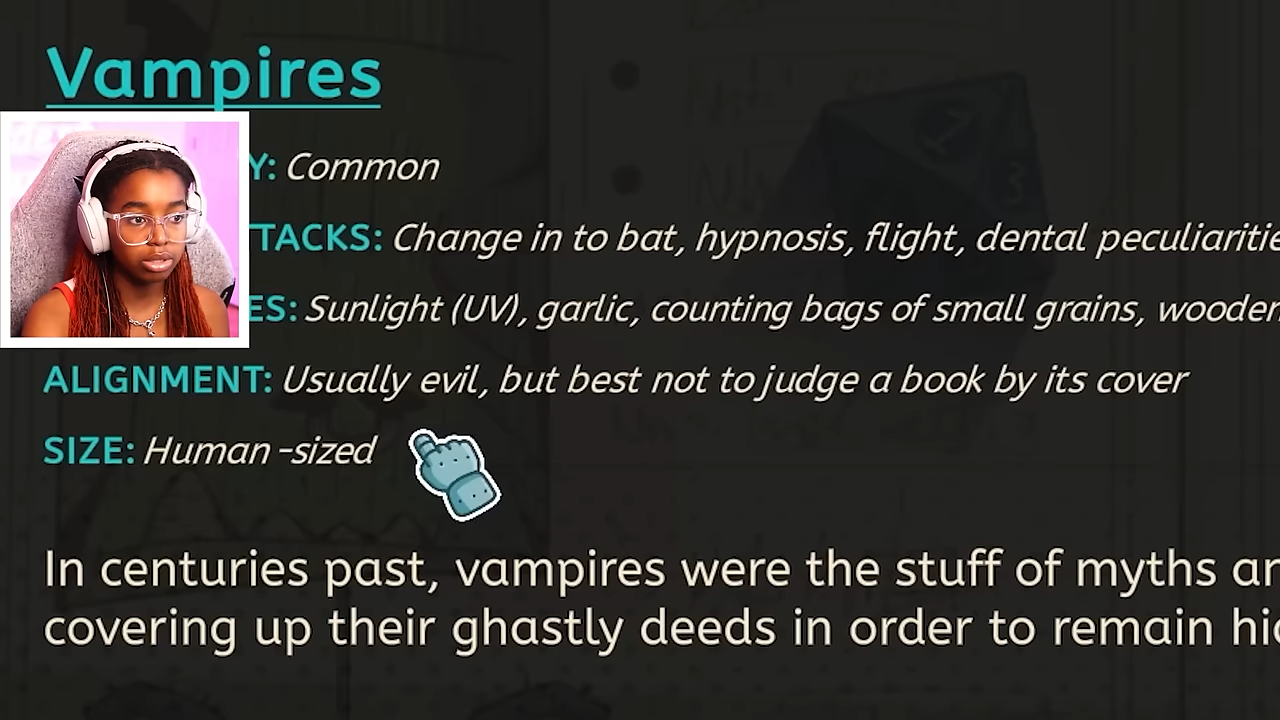 Vampires
Y: Common
TACKS: Change in to bat, hypnosis, flight, dental peculiaritie
ES: Sunlight (UV), garlic, counting bags of small grains, wooden
ALIGNMENT: Usually evil, but best not to judge a book by its cover
SIZE: Human-sized
In centuries past, vampires were the stuff of myths an
covering up their ghastly deeds in order to remain hid